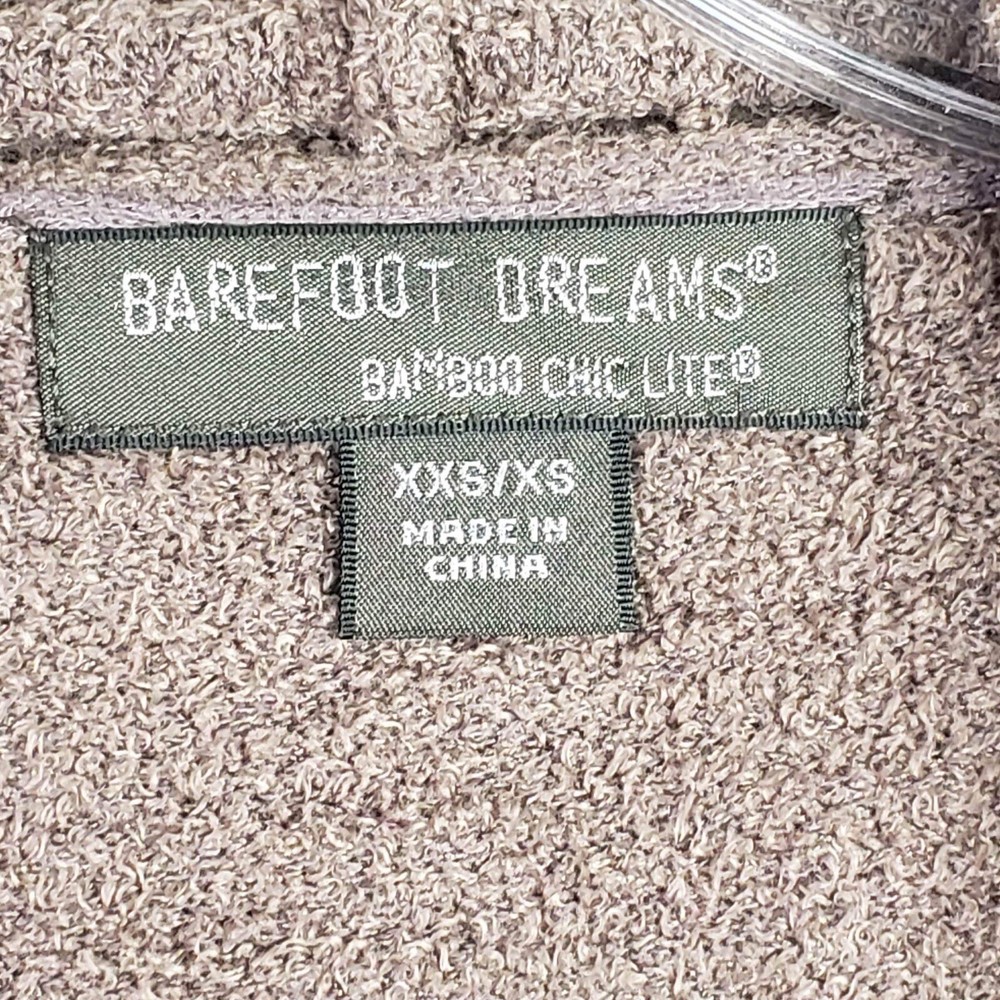 BAREFOOT DREAMS®
BAMBOO CHIC LITE®
XXS/XS
MADE IN
CHINA